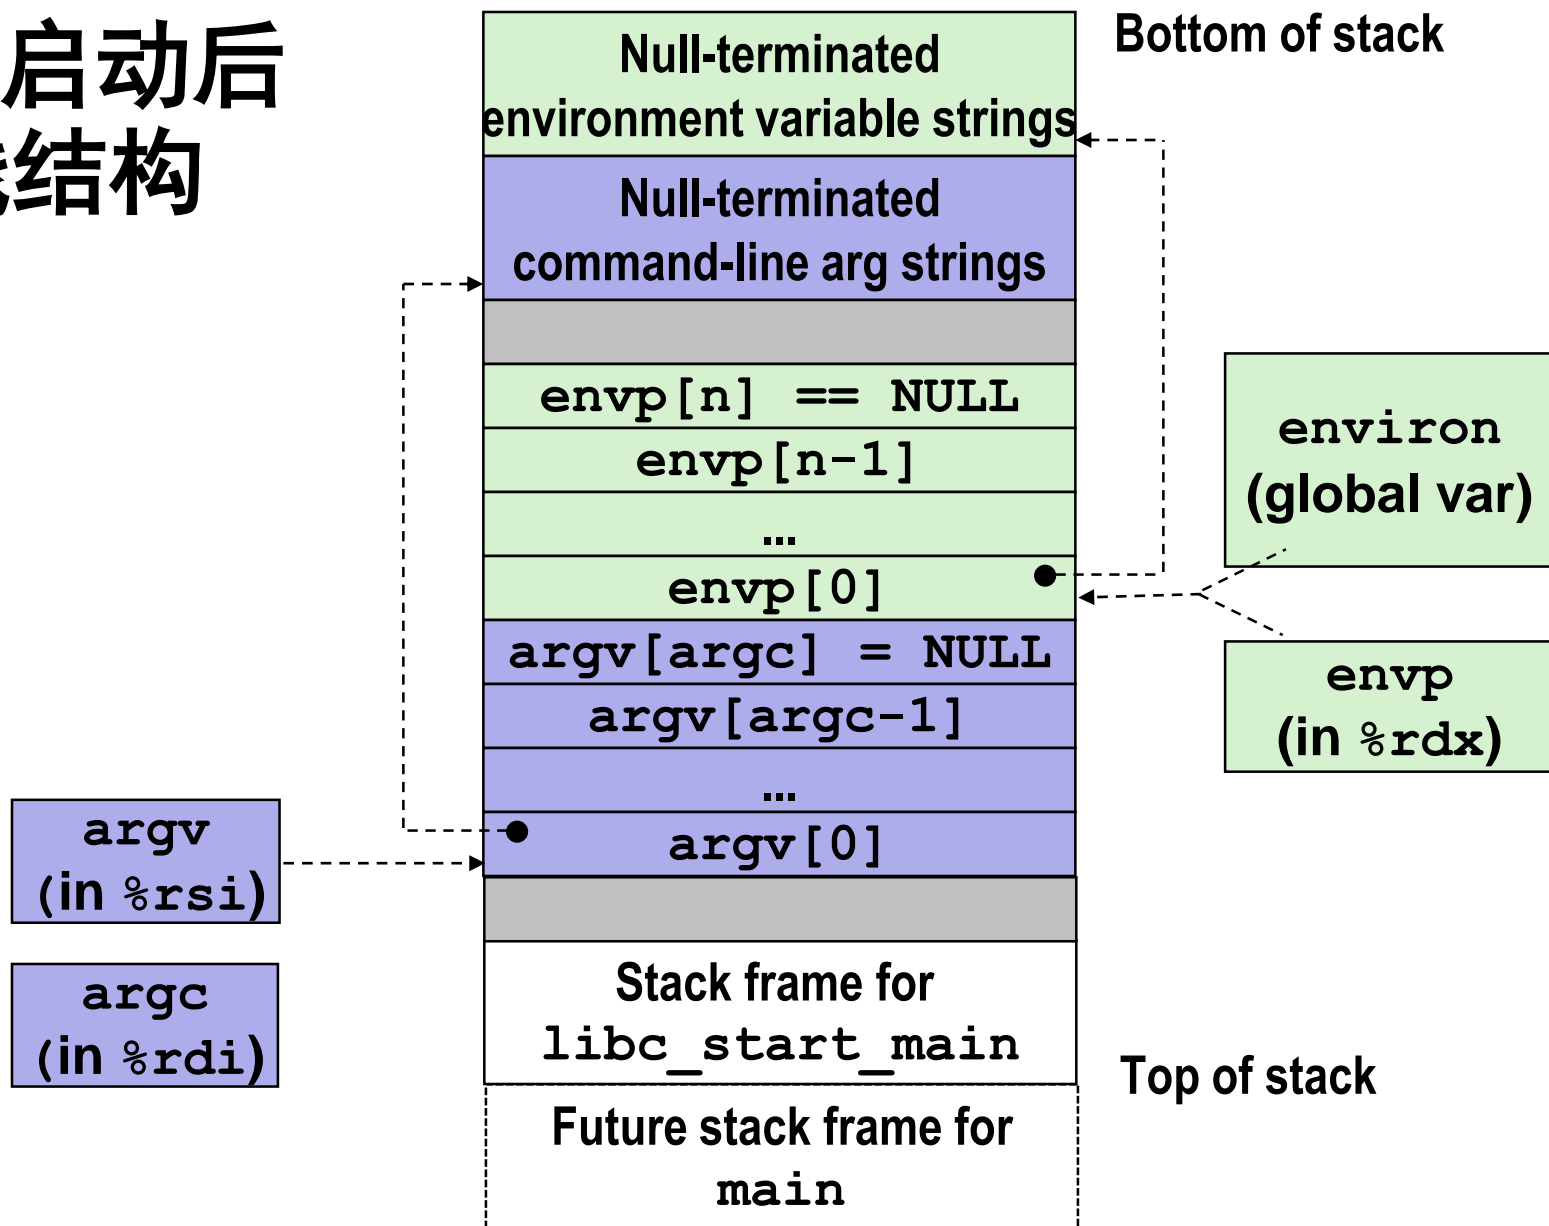 启动后
栈结构
Bottom of stack
Null-terminated
environment variable strings
Null-terminated
command-line arg strings
envp[n] == NULL
envp[n-1]
…
envp[0]
argv[argc] = NULL
argv[argc-1]
…
argv[0]
environ
(global var)
envp
(in %rdx)
argv
(in %rsi)
argc
(in %rdi)
Stack frame for
libc_start_main
Top of stack
Future stack frame for
main